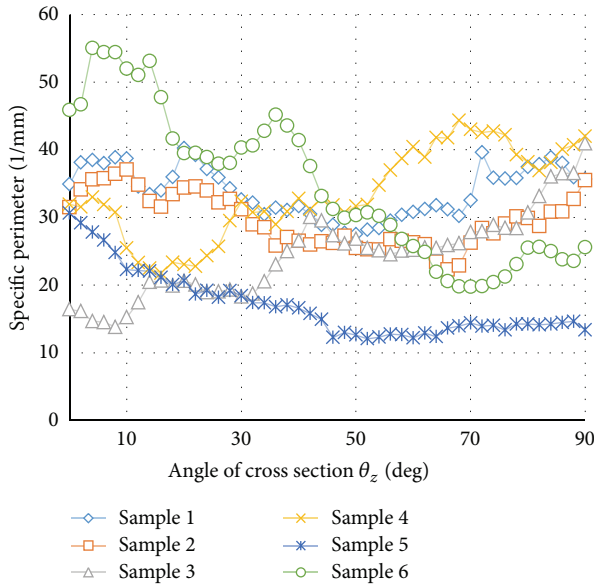 Specific perimeter (1/mm)
60
50
40
30
20
10
0
10 30 50 70 90
Angle of cross section θz (deg)
Sample 1 Sample 4
Sample 2 Sample 5
Sample 3 Sample 6